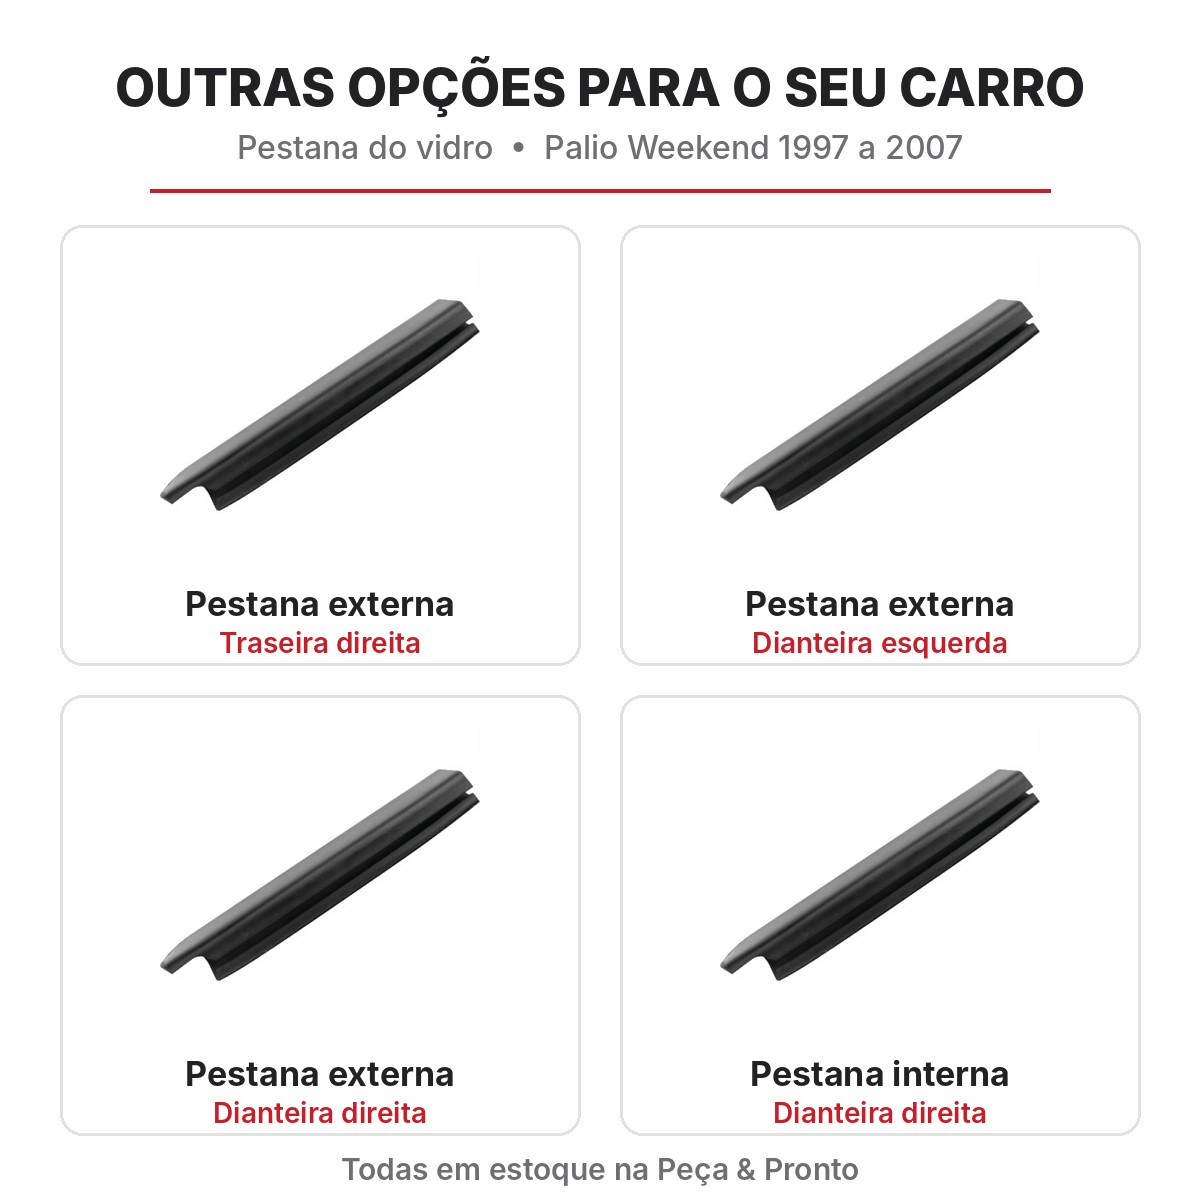 OUTRAS OPÇÕES PARA O SEU CARRO
Pestana do vidro • Palio Weekend 1997 a 2007
Pestana externa
Traseira direita
Pestana externa
Dianteira esquerda
Pestana externa
Dianteira direita
Pestana interna
Dianteira direita
Todas em estoque na Peça & Pronto